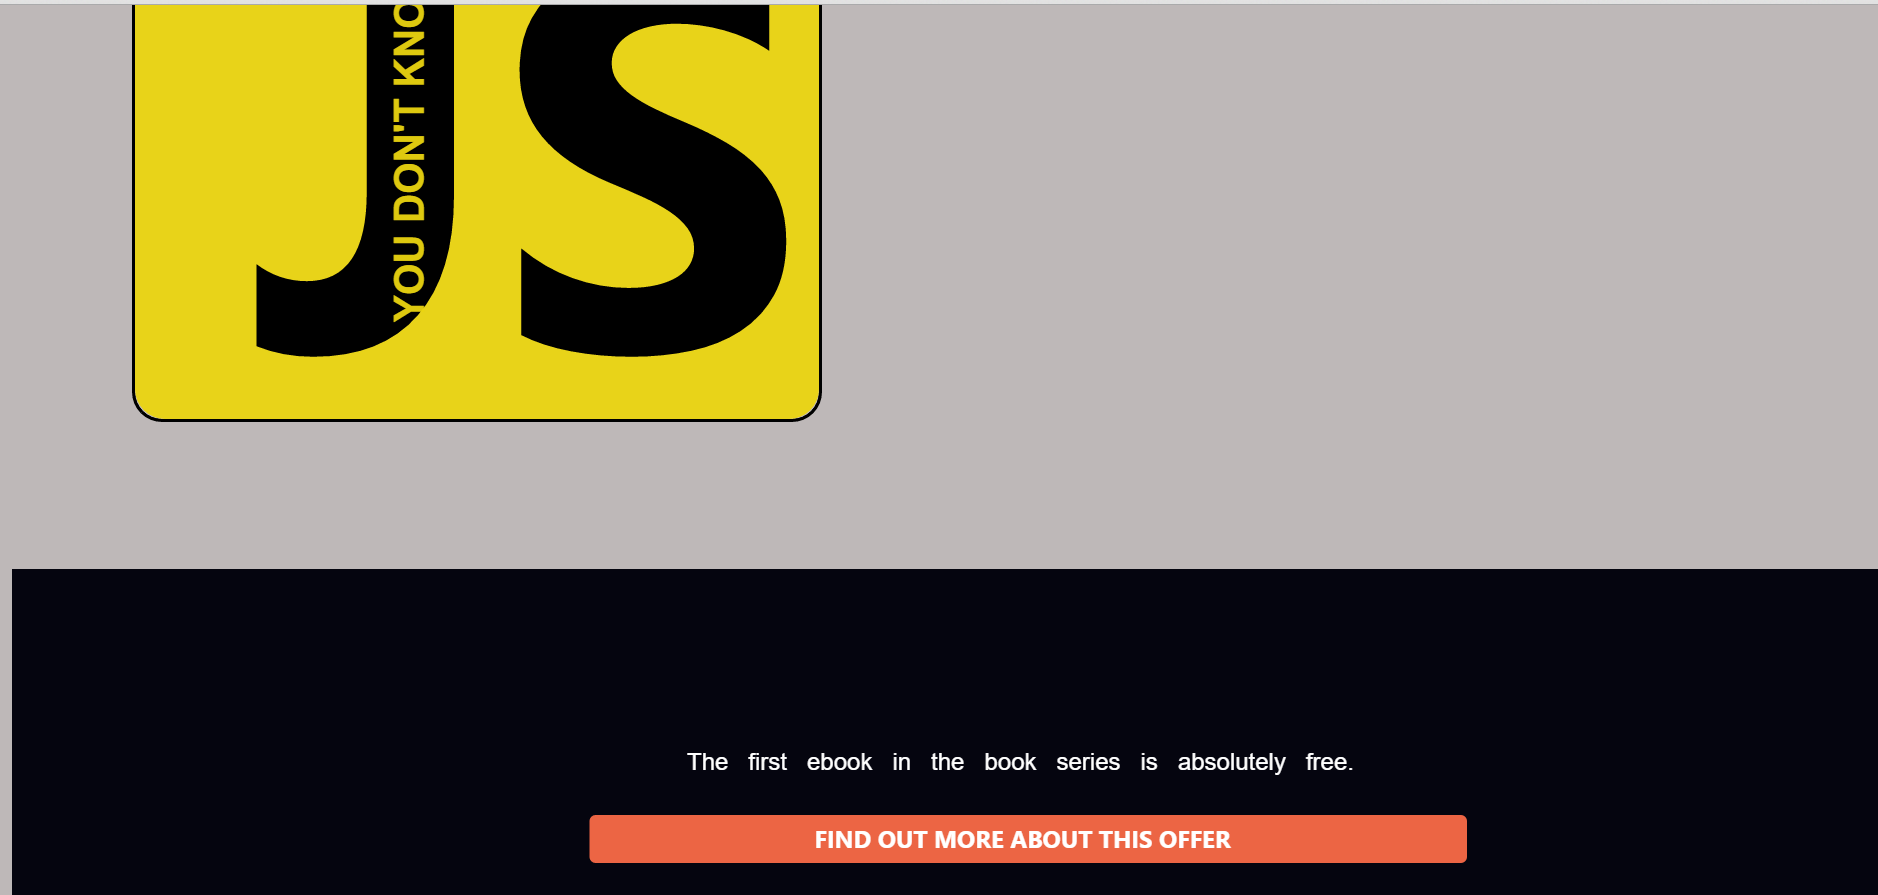 JS
YOU DON'T KNO
The first ebook in the book series is absolutely free.
FIND OUT MORE ABOUT THIS OFFER